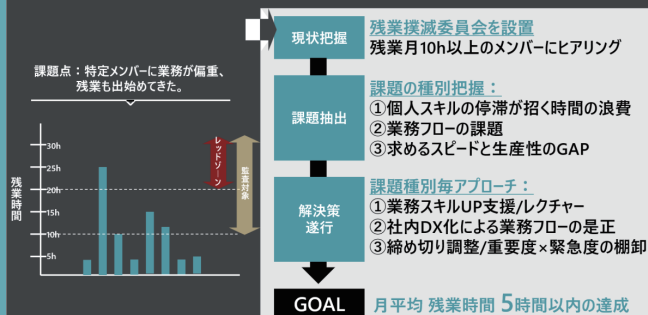 課題点：特定メンバーに業務が偏重、
残業も出始めてきた。
残業時間
30h
25h
20h
15h
10h
5h
レッドゾーン
監査対象
現状把握
残業撲滅委員会を設置
残業月10h以上のメンバーにヒアリング
課題抽出
課題の種別把握：
①個人スキルの停滞が招く時間の浪費
②業務フローの課題
③求めるスピードと生産性のGAP
解決策
遂行
課題種別毎アプローチ：
①業務スキルUP支援/レクチャー
②社内DX化による業務フローの是正
③締め切り調整/重要度×緊急度の棚卸
GOAL
月平均 残業時間 5時間以内の達成